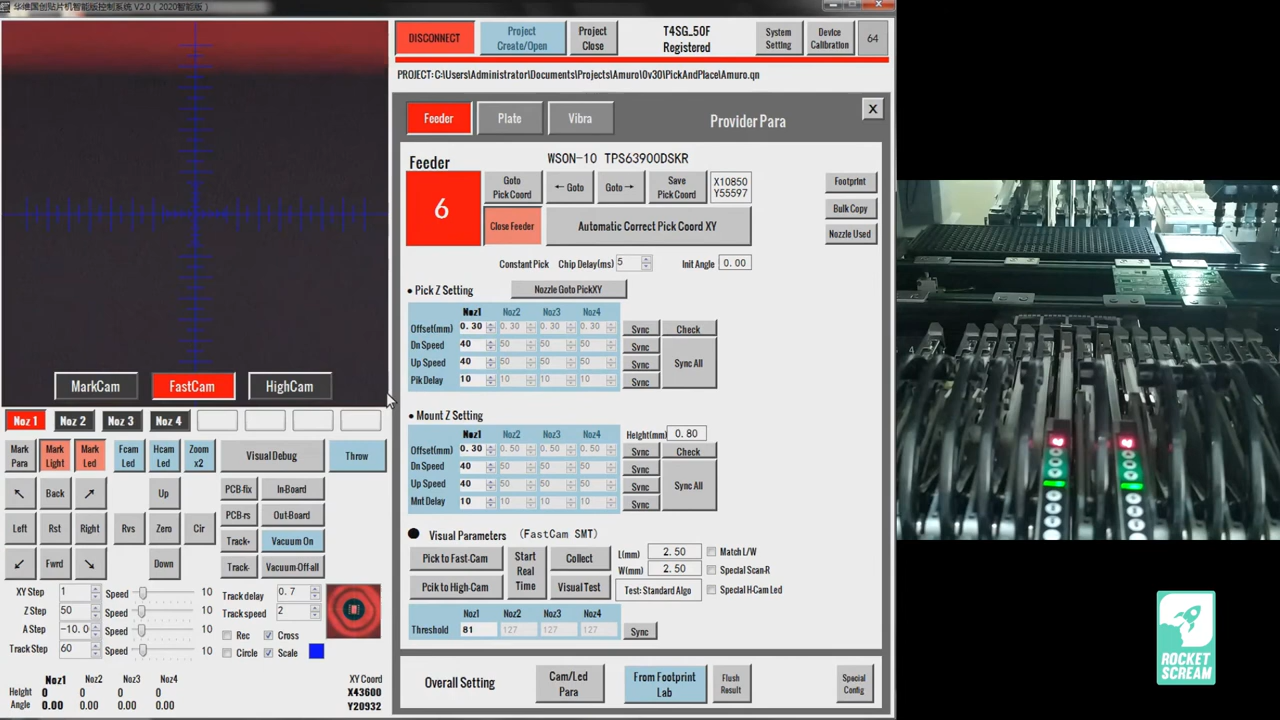 华维国创贴片机智能版控制系统 V2.0（2020智能版）
DISCONNECT
Project
Create/Open
Project
Close
T4SG_50F
Registered
System
Setting
Device
Calibration
64
PROJECT: C:\Users\Administrator\Documents\Projects\Amuro\0v30\PickAndPlace\Amuro.qn
Feeder
Plate
Vibra
Provider Para
X
Feeder
WSON-10 TPS63900DSKR
6
Goto
Pick Coord
← Goto
Goto →
Save
Pick Coord
X10850
Y55597
Footprint
Close Feeder
Automatic Correct Pick Coord XY
Bulk Copy
Nozzle Used
Constant Pick
Chip Delay(ms)
5
Init Angle
0.00
• Pick Z Setting
Nozzle Goto PickXY
Noz1 Noz2 Noz3 Noz4
Offset(mm) 0.30 0.30 0.30 0.30 Sync Check
Dn Speed 40 50 50 50 Sync
Up Speed 40 50 50 50 Sync Sync All
Pik Delay 10 10 10 10 Sync
• Mount Z Setting
Noz1 Noz2 Noz3 Noz4 Height(mm) 0.80
Offset(mm) 0.30 0.50 0.50 0.50 Sync Check
Dn Speed 40 50 50 50 Sync
Up Speed 40 50 50 50 Sync Sync All
Mnt Delay 10 10 10 10 Sync
Visual Parameters (FastCam SMT)
Pick to Fast-Cam
Start
Real
Time
Collect
L(mm) 2.50
Match L/W
W(mm) 2.50
Special Scan-R
Pcik to High-Cam
Visual Test
Test: Standard Algo
Special H-Cam Led
Noz1 Noz2 Noz3 Noz4
Threshold 81 127 127 127 Sync
Overall Setting
Cam/Led
Para
From Footprint
Lab
Flush
Result
Special
Config
MarkCam
FastCam
HighCam
Noz 1
Noz 2
Noz 3
Noz 4
Mark
Para
Mark
Light
Mark
Led
Fcam
Led
Hcam
Led
Zoom
x2
Visual Debug
Throw
Back
Up
PCB-fix
In-Board
Left
Rst
Right
Rvs
Zero
Cir
PCB-rs
Out-Board
Track+
Vacuum On
Fwrd
Down
Track-
Vacuum-Off-all
XY Step 1 Speed 10
Z Step 50 Speed 10
A Step -10.0 Speed 10
Track Step 60 Speed 10
Track delay 0.7
Track speed 2
Rec
Cross
Circle
Scale
Noz1 Noz2 Noz3 Noz4
Height 0 0 0 0
Angle 0.00 0.00 0.00 0.00
XY Coord
X43600
Y20932
ROCKET
SCREAM